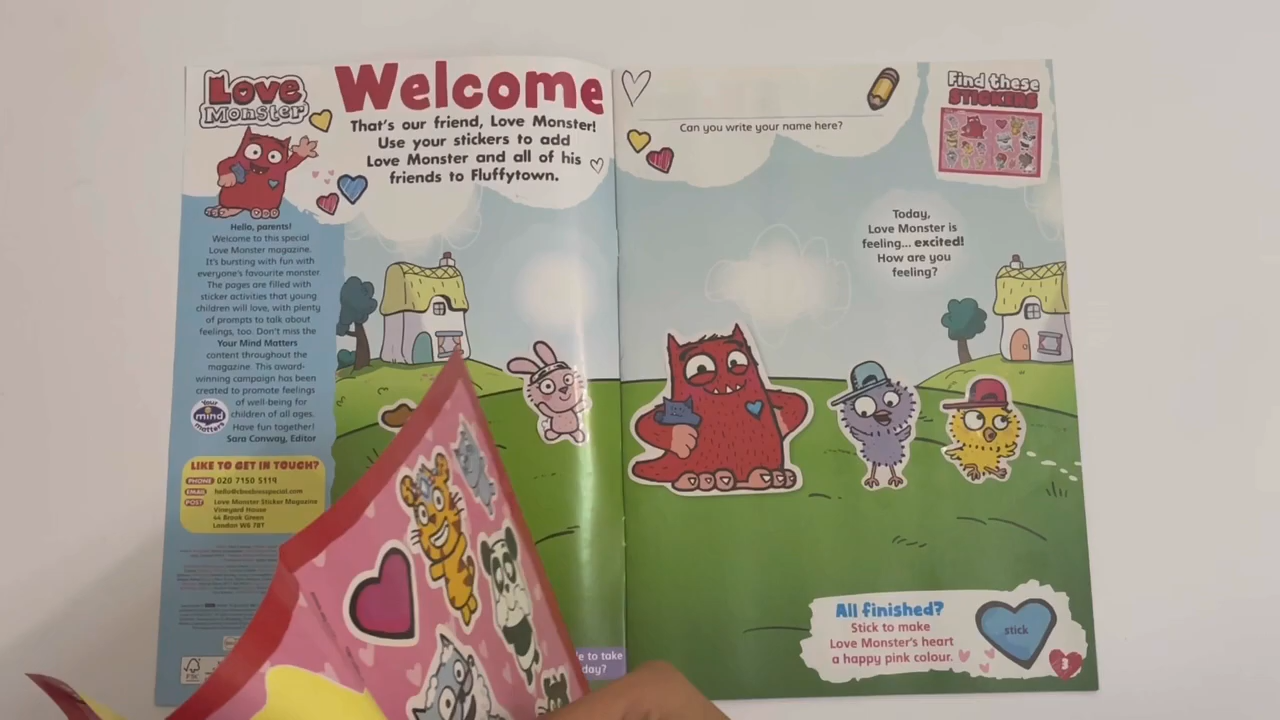 Love
Monster
Welcome
That's our friend, Love Monster!
Use your stickers to add
Love Monster and all of his
friends to Fluffytown.
Hello, parents!
Welcome to this special
Love Monster magazine.
It's bursting with fun with
everyone's favourite monster.
The pages are filled with
sticker activities that young
children will love, with plenty
of prompts to talk about
feelings, too. Don't miss the
Your Mind Matters
content throughout the
magazine. This award-
winning campaign has been
created to promote feelings
of well-being for
children of all ages.
Have fun together!
Sara Conway, Editor
Your
mind
matters
LIKE TO GET IN TOUCH?
PHONE 020 7150 5119
EMAIL hello@cbeebiesspecial.com
POST Love Monster Sticker Magazine
Vineyard House
44 Brook Green
London W6 7BT
FSC
e to take
day?
Can you write your name here?
Find these
STICKERS
Today,
Love Monster is
feeling... excited!
How are you
feeling?
All finished?
Stick to make
Love Monster's heart
a happy pink colour.
stick
3